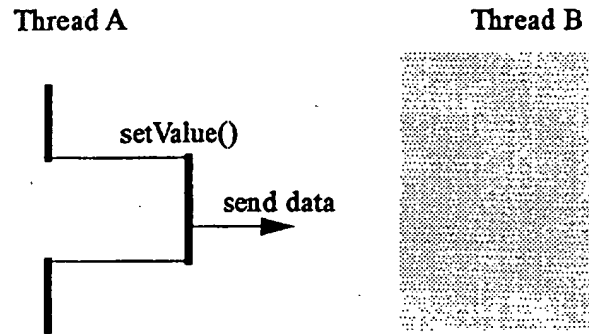 Thread A
Thread B
setValue()
send data